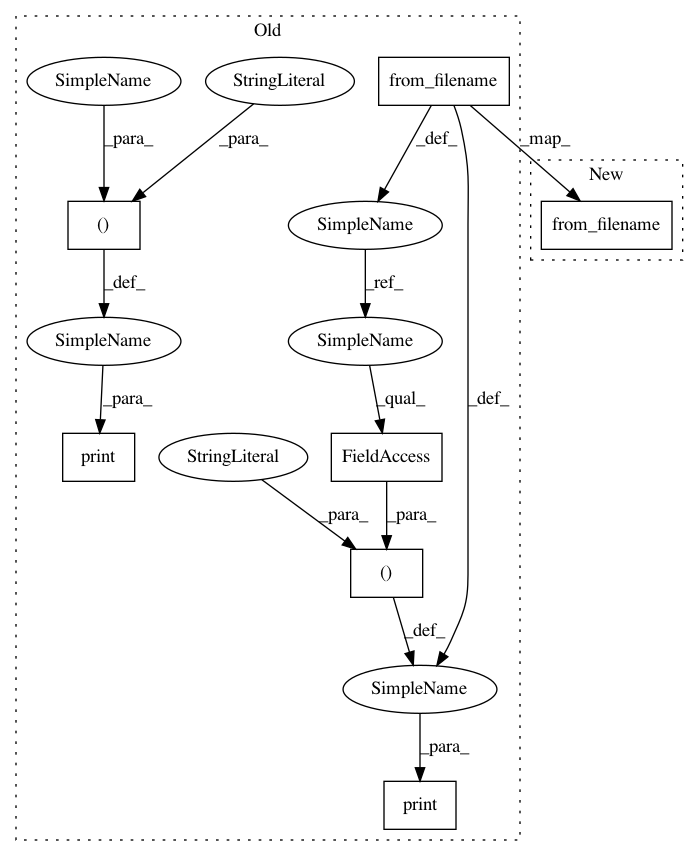 Old
SimpleName
StringLiteral
from_filename
_para_
_para_
_def_
_map_
New
()
SimpleName
from_filename
_def_
_ref_
SimpleName
SimpleName
_para_
_qual_
_def_
print
StringLiteral
FieldAccess
_para_
_para_
()
_def_
SimpleName
_para_
print